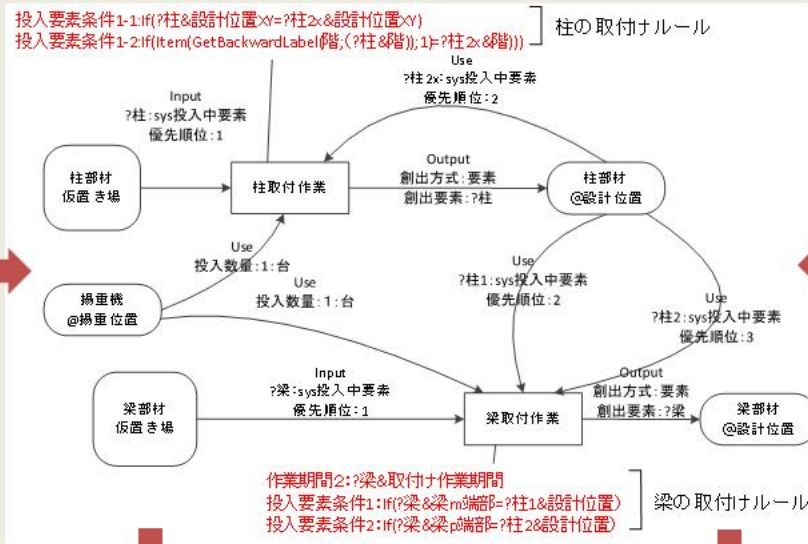 投入要素条件1-1:If(?柱&設計位置XY=?柱2x&設計位置XY)
投入要素条件1-2:If(Item(GetBackwardLabel(階;(?柱&階));1)=?柱2x&階)))
柱の取付けルール
Use
?柱2x:sys投入中要素
優先順位:2
Input
?柱:sys投入中要素
優先順位:1
柱部材
仮置き場
柱取付作業
Output
創出方式:要素
創出要素:?柱
柱部材
@設計位置
Use
投入数量:1:台
Use
投入数量:1:台
揚重機
@揚重位置
Use
?柱1:sys投入中要素
優先順位:2
Use
?柱2:sys投入中要素
優先順位:3
Input
?梁:sys投入中要素
優先順位:1
梁部材
仮置き場
梁取付作業
Output
創出方式:要素
創出要素:?梁
梁部材
@設計位置
作業期間2:?梁&取付け作業期間
投入要素条件1:If(?梁&梁m端部=?柱1&設計位置)
投入要素条件2:If(?梁&梁p端部=?柱2&設計位置)
梁の取付けルール